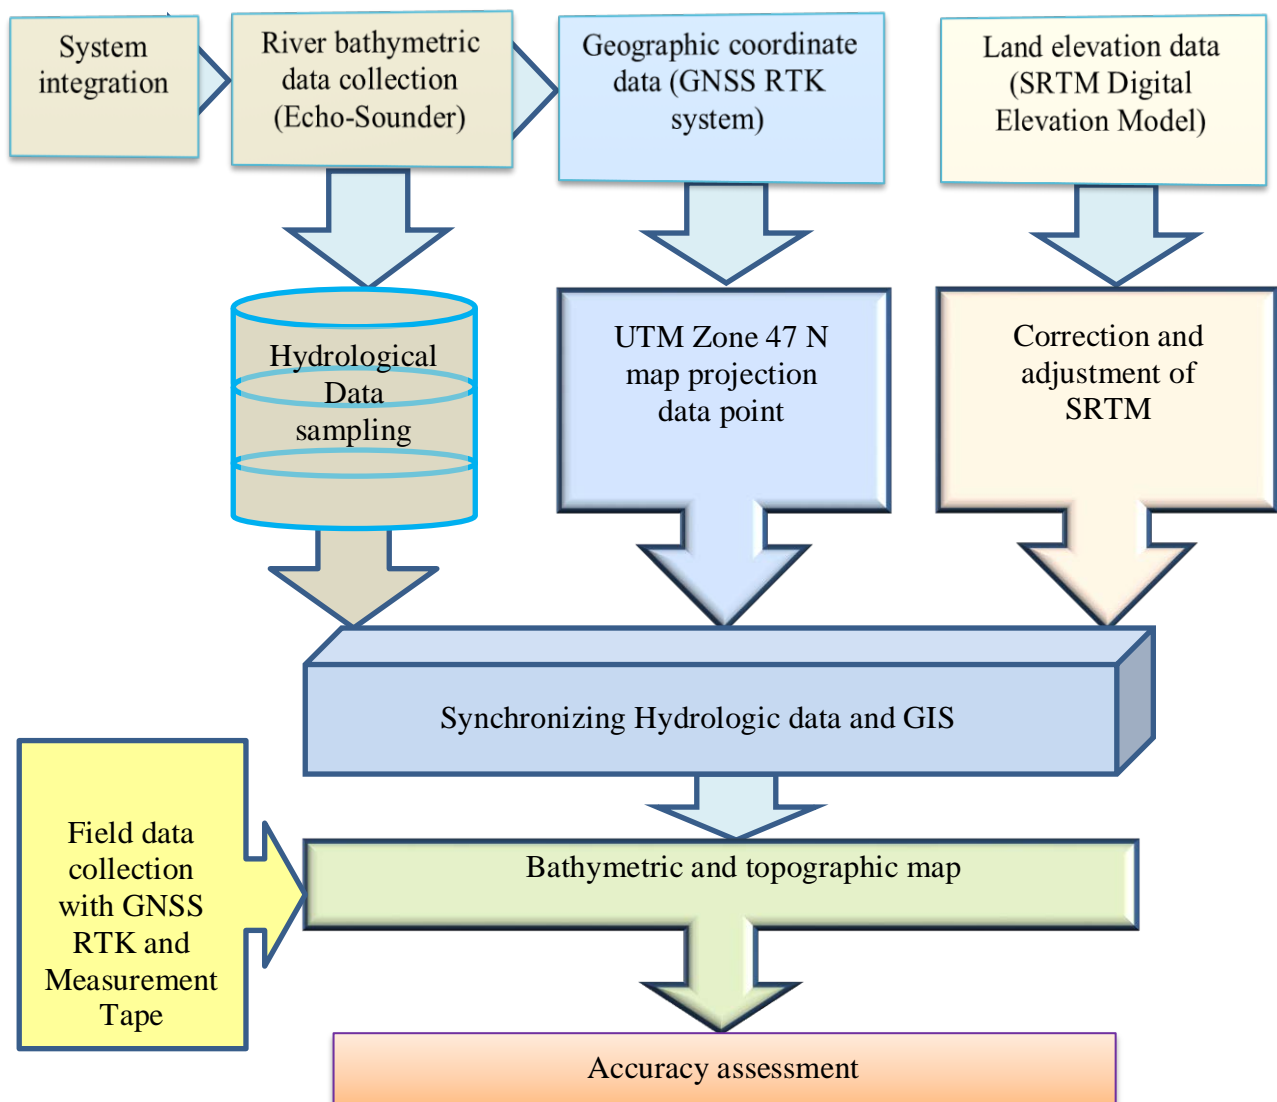 System
integration
River bathymetric
data collection
(Echo-Sounder)
Geographic coordinate
data (GNSS RTK
system)
Land elevation data
(SRTM Digital
Elevation Model)
Hydrological
Data
sampling
UTM Zone 47 N
map projection
data point
Correction and
adjustment of
SRTM
Synchronizing Hydrologic data and GIS
Field data
collection
with GNSS
RTK and
Measurement
Tape
Bathymetric and topographic map
Accuracy assessment